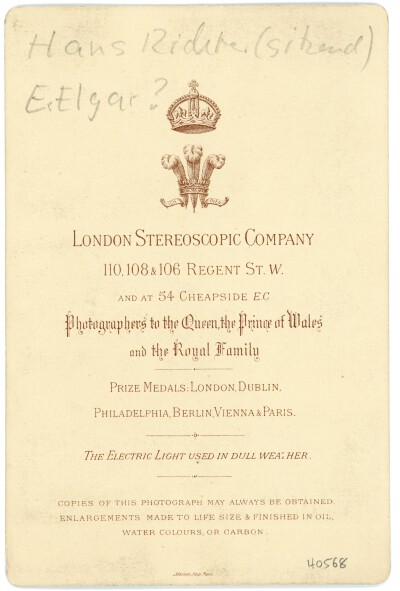 Hans Richter (sitzend)
E. Elgar?
LONDON STEREOSCOPIC COMPANY
110, 108 & 106 REGENT ST. W.
AND AT 54 CHEAPSIDE E.C
Photographers to the Queen, the Prince of Wales
and the Royal Family
PRIZE MEDALS: LONDON, DUBLIN,
PHILADELPHIA, BERLIN, VIENNA & PARIS.
THE ELECTRIC LIGHT USED IN DULL WEA HER.
COPIES OF THIS PHOTOGRAPH MAY ALWAYS BE OBTAINED.
ENLARGEMENTS MADE TO LIFE SIZE & FINISHED IN OIL,
WATER COLOURS, OR CARBON.
40568